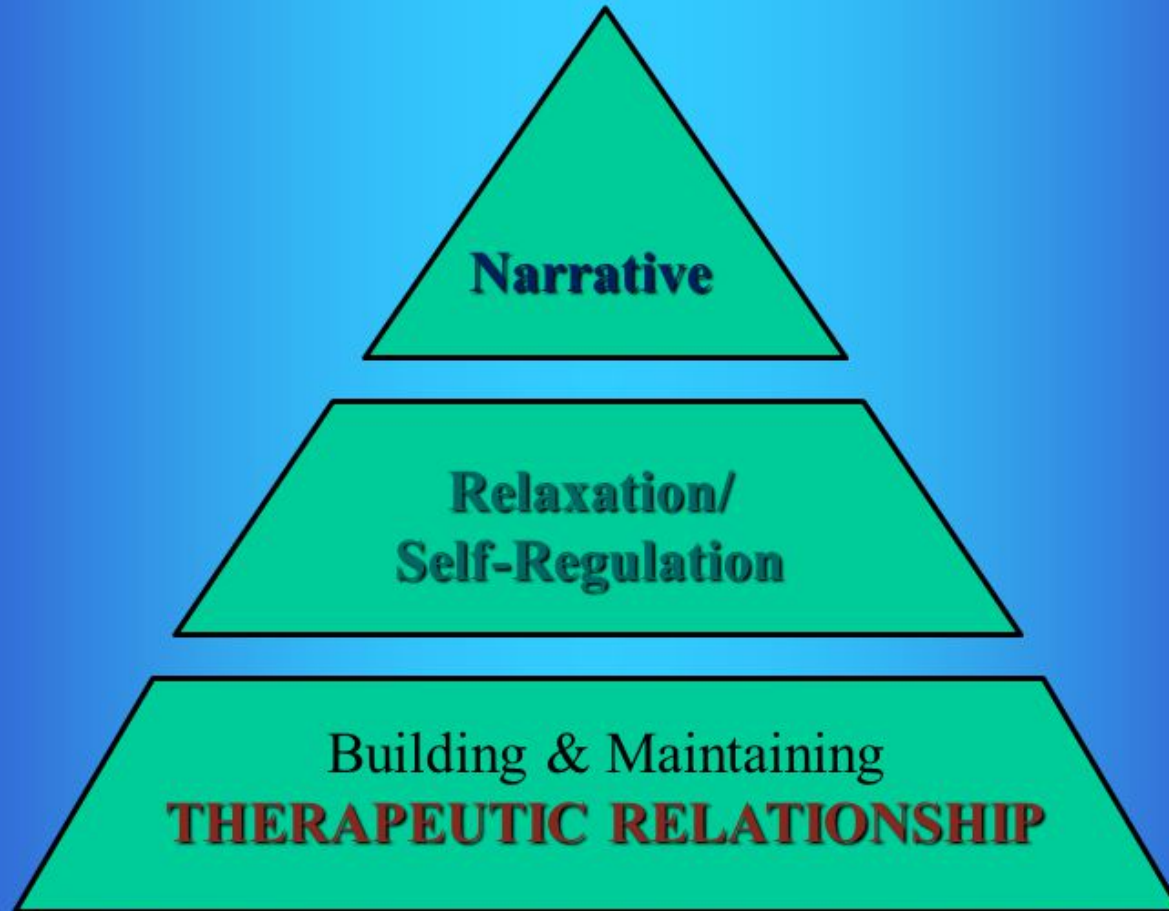 Narrative
Relaxation/
Self-Regulation
Building & Maintaining
THERAPEUTIC RELATIONSHIP